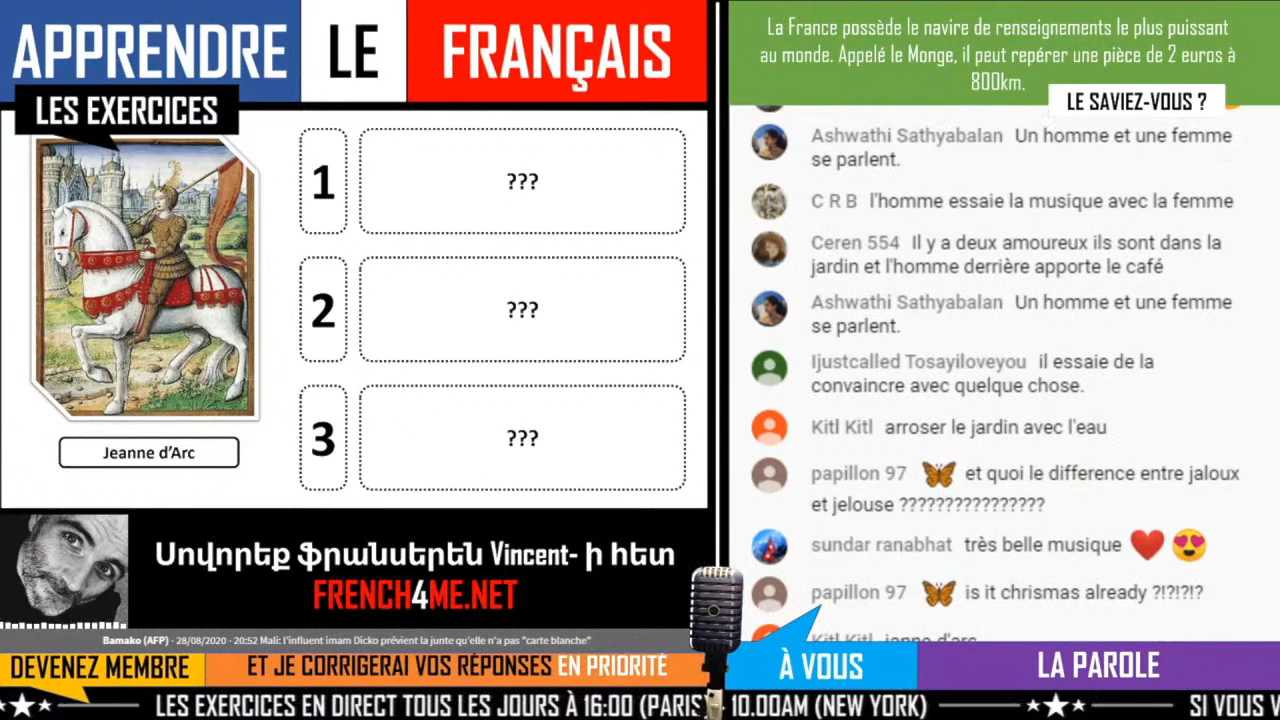 APPRENDRE LE FRANÇAIS
LES EXERCICES
1 ???
2 ???
3 ???
Jeanne d'Arc
Սովորեք ֆրանսերեն Vincent- ի հետ
FRENCH4ME.NET
Bamako (AFP) - 28/08/2020 - 20:52 Mali: l'influent imam Dicko prévient la junte qu'elle n'a pas "carte blanche"
DEVENEZ MEMBRE
ET JE CORRIGERAI VOS RÉPONSES EN PRIORITÉ
La France possède le navire de renseignements le plus puissant
au monde. Appelé le Monge, il peut repérer une pièce de 2 euros à
800km.
LE SAVIEZ-VOUS ?
Ashwathi Sathyabalan Un homme et une femme
se parlent.
C R B l'homme essaie la musique avec la femme
Ceren 554 Il y a deux amoureux ils sont dans la
jardin et l'homme derrière apporte le café
Ashwathi Sathyabalan Un homme et une femme
se parlent.
Ijustcalled Tosayiloveyou il essaie de la
convaincre avec quelque chose.
Kitl Kitl arroser le jardin avec l'eau
papillon 97 🦋 et quoi le difference entre jaloux
et jelouse ????????????????
sundar ranabhat très belle musique ❤️😍
papillon 97 🦋 is it chrismas already ?!?!?!?
Kitl Kitl janne d'arc
À VOUS
LA PAROLE
LES EXERCICES EN DIRECT TOUS LES JOURS À 16:00 (PARIS) - 10.00AM (NEW YORK)
SI VOUS V